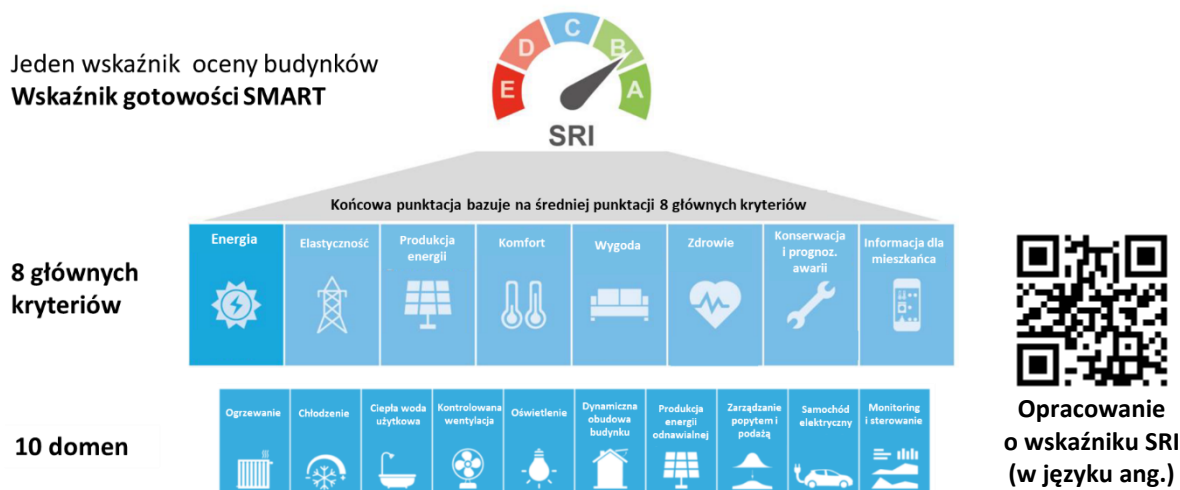 Jeden wskaźnik oceny budynków
Wskaźnik gotowości SMART
E
D
C
B
A
SRI
Końcowa punktacja bazuje na średniej punktacji 8 głównych kryteriów
8 głównych
kryteriów
Energia
Elastyczność
Produkcja
energii
Komfort
Wygoda
Zdrowie
Konserwacja
i prognoz.
awarii
Informacja dla
mieszkańca
10 domen
Ogrzewanie
Chłodzenie
Ciepła woda
użytkowa
Kontrolowana
wentylacja
Oświetlenie
Dynamiczna
obudowa
budynku
Produkcja
energii
odnawialnej
Zarządzanie
popytem i
podażą
Samochód
elektryczny
Monitoring
i sterowanie
Opracowanie
o wskaźniku SRI
(w języku ang.)